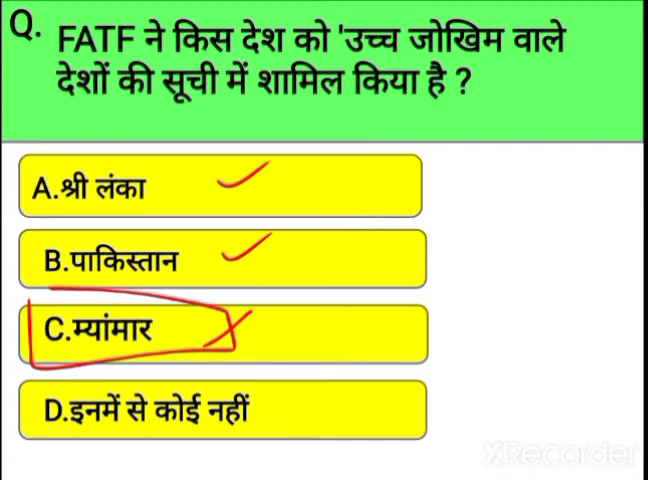 Q. FATF ने किस देश को 'उच्च जोखिम वाले
देशों की सूची में शामिल किया है ?
A.श्री लंका
B.पाकिस्तान
C.म्यांमार
D.इनमें से कोई नहीं
XRecorder